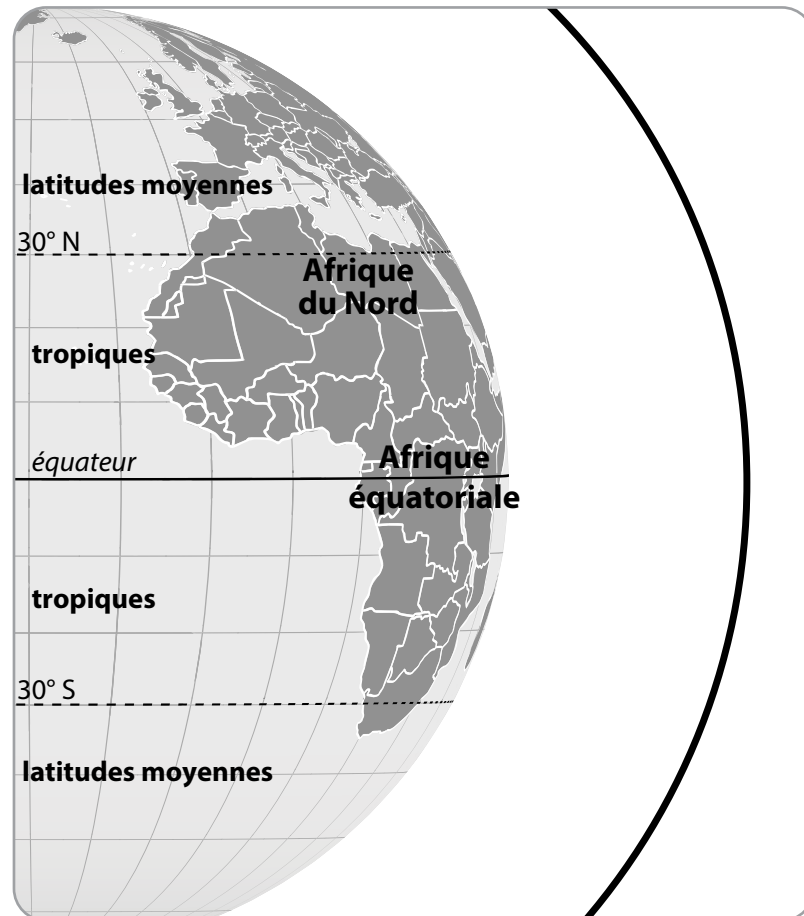 latitudes moyennes
30° N
Afrique
du Nord
tropiques
équateur
Afrique
équatoriale
tropiques
30° S
latitudes moyennes